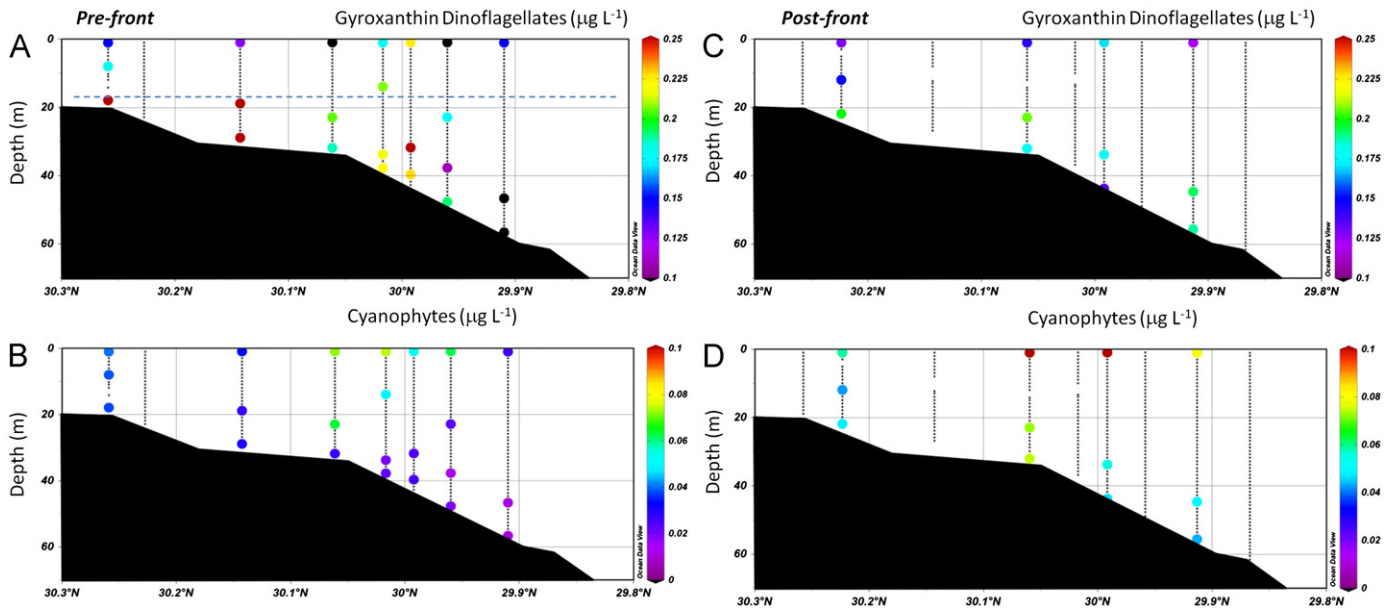 Pre-front
Gyroxanthin Dinoflagellates (µg L-1)
A
0
20
40
60
Depth (m)
30.3°N
30.2°N
30.1°N
30°N
29.9°N
29.8°N
Ocean Data View
0.25
0.225
0.2
0.175
0.15
0.125
0.1
Post-front
Gyroxanthin Dinoflagellates (µg L-1)
C
0
20
40
60
Depth (m)
30.3°N
30.2°N
30.1°N
30°N
29.9°N
29.8°N
Ocean Data View
0.25
0.225
0.2
0.175
0.15
0.125
0.1
Cyanophytes (µg L-1)
B
0
20
40
60
Depth (m)
30.3°N
30.2°N
30.1°N
30°N
29.9°N
29.8°N
Ocean Data View
0.1
0.08
0.06
0.04
0.02
0
Cyanophytes (µg L-1)
D
0
20
40
60
Depth (m)
30.3°N
30.2°N
30.1°N
30°N
29.9°N
29.8°N
Ocean Data View
0.1
0.08
0.06
0.04
0.02
0